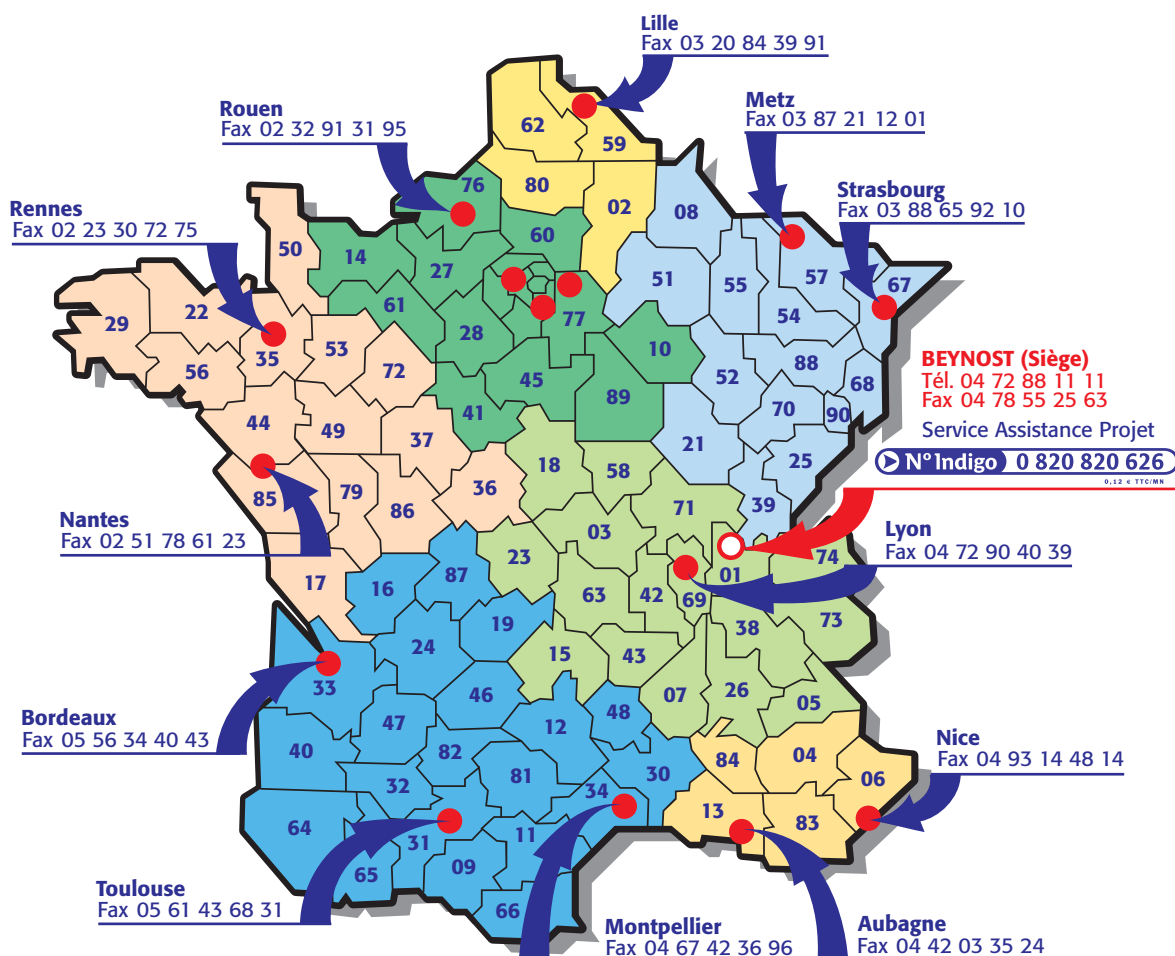 Lille
Fax 03 20 84 39 91
Rouen
Fax 02 32 91 31 95
Metz
Fax 03 87 21 12 01
Strasbourg
Fax 03 88 65 92 10
Rennes
Fax 02 23 30 72 75
62
59
76
80
02
08
50
14
60
27
51
55
57
67
29
22
61
28
77
54
35
53
10
56
72
45
52
88
68
41
89
70
90
44
49
37
21
25
18
58
36
85
79
86
71
39
03
23
74
17
16
87
01
63
42
69
19
38
73
24
15
43
33
46
07
26
05
48
47
12
40
82
84
04
06
32
81
30
34
64
13
83
31
11
65
09
66
BEYNOST (Siège)
Tél. 04 72 88 11 11
Fax 04 78 55 25 63
Service Assistance Projet
N° Indigo 0 820 820 626
0,12 € TTC/MN
Nantes
Fax 02 51 78 61 23
Lyon
Fax 04 72 90 40 39
Bordeaux
Fax 05 56 34 40 43
Nice
Fax 04 93 14 48 14
Toulouse
Fax 05 61 43 68 31
Montpellier
Fax 04 67 42 36 96
Aubagne
Fax 04 42 03 35 24